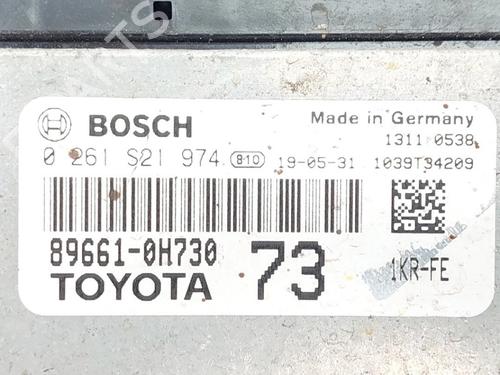 BOSCH
Made in Germany
1311 0538
0 261 S21 974 B10 19-05-31 1039T34209
89661-0H730
TOYOTA
73
1KR-FE